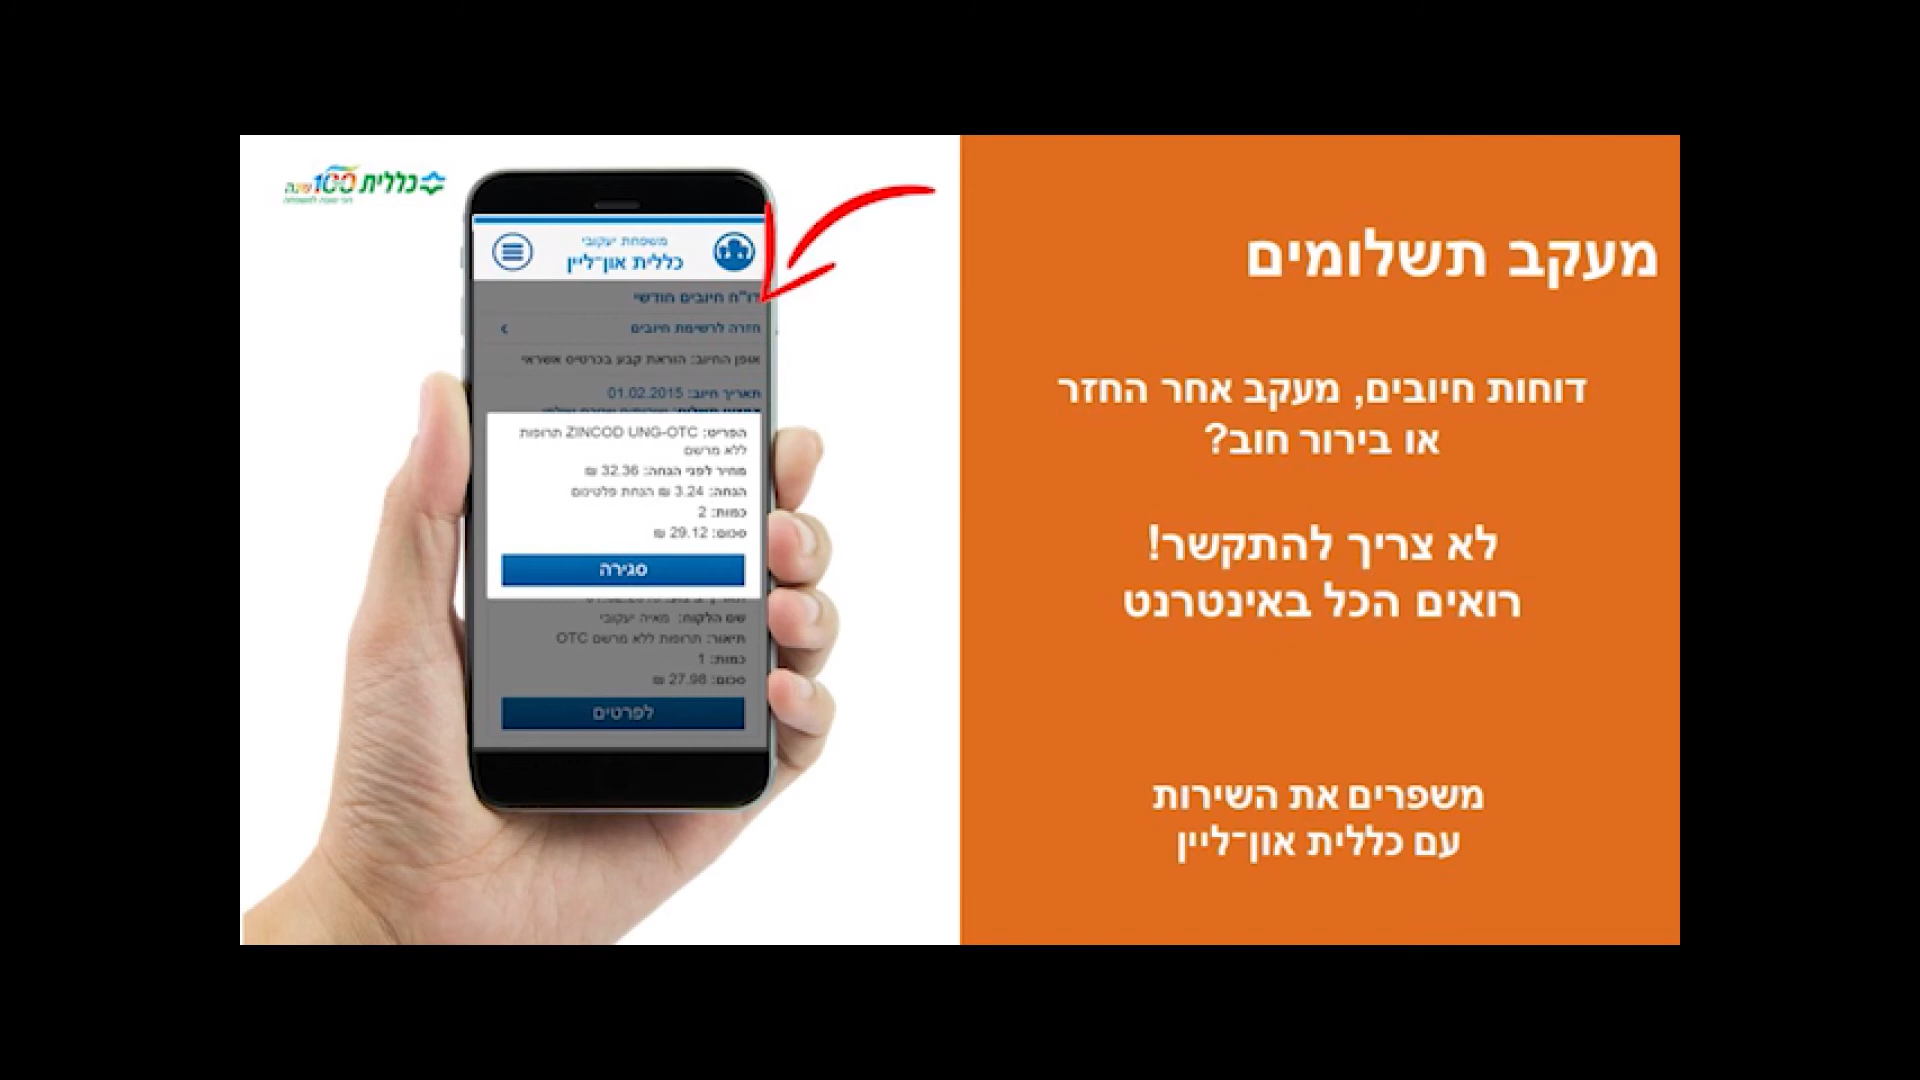 מעקב תשלומים
דוחות חיובים, מעקב אחר החזר
או בירור חוב?
לא צריך להתקשר!
רואים הכל באינטרנט
משפרים את השירות
עם כללית און־ליין
כללית 100 שנה
משפחת יעקובי
כללית און־ליין
דו"ח חיובים חודשי
חזרה לרשימת חיובים
אופן החיוב: הוראת קבע בכרטיס אשראי
תאריך חיוב: 01.02.2015
הפריט: ZINCOD UNG-OTC תרופות
ללא מרשם
מחיר לפני הנחה: 32.36 ₪
הנחה: 3.24 ₪ הנחת פלטינום
כמות: 2
סכום: 29.12 ₪
סגירה
שם הלקוח: מאיה יעקובי
תיאור: תרופות ללא מרשם OTC
כמות: 1
סכום: 27.98 ₪
לפרטים